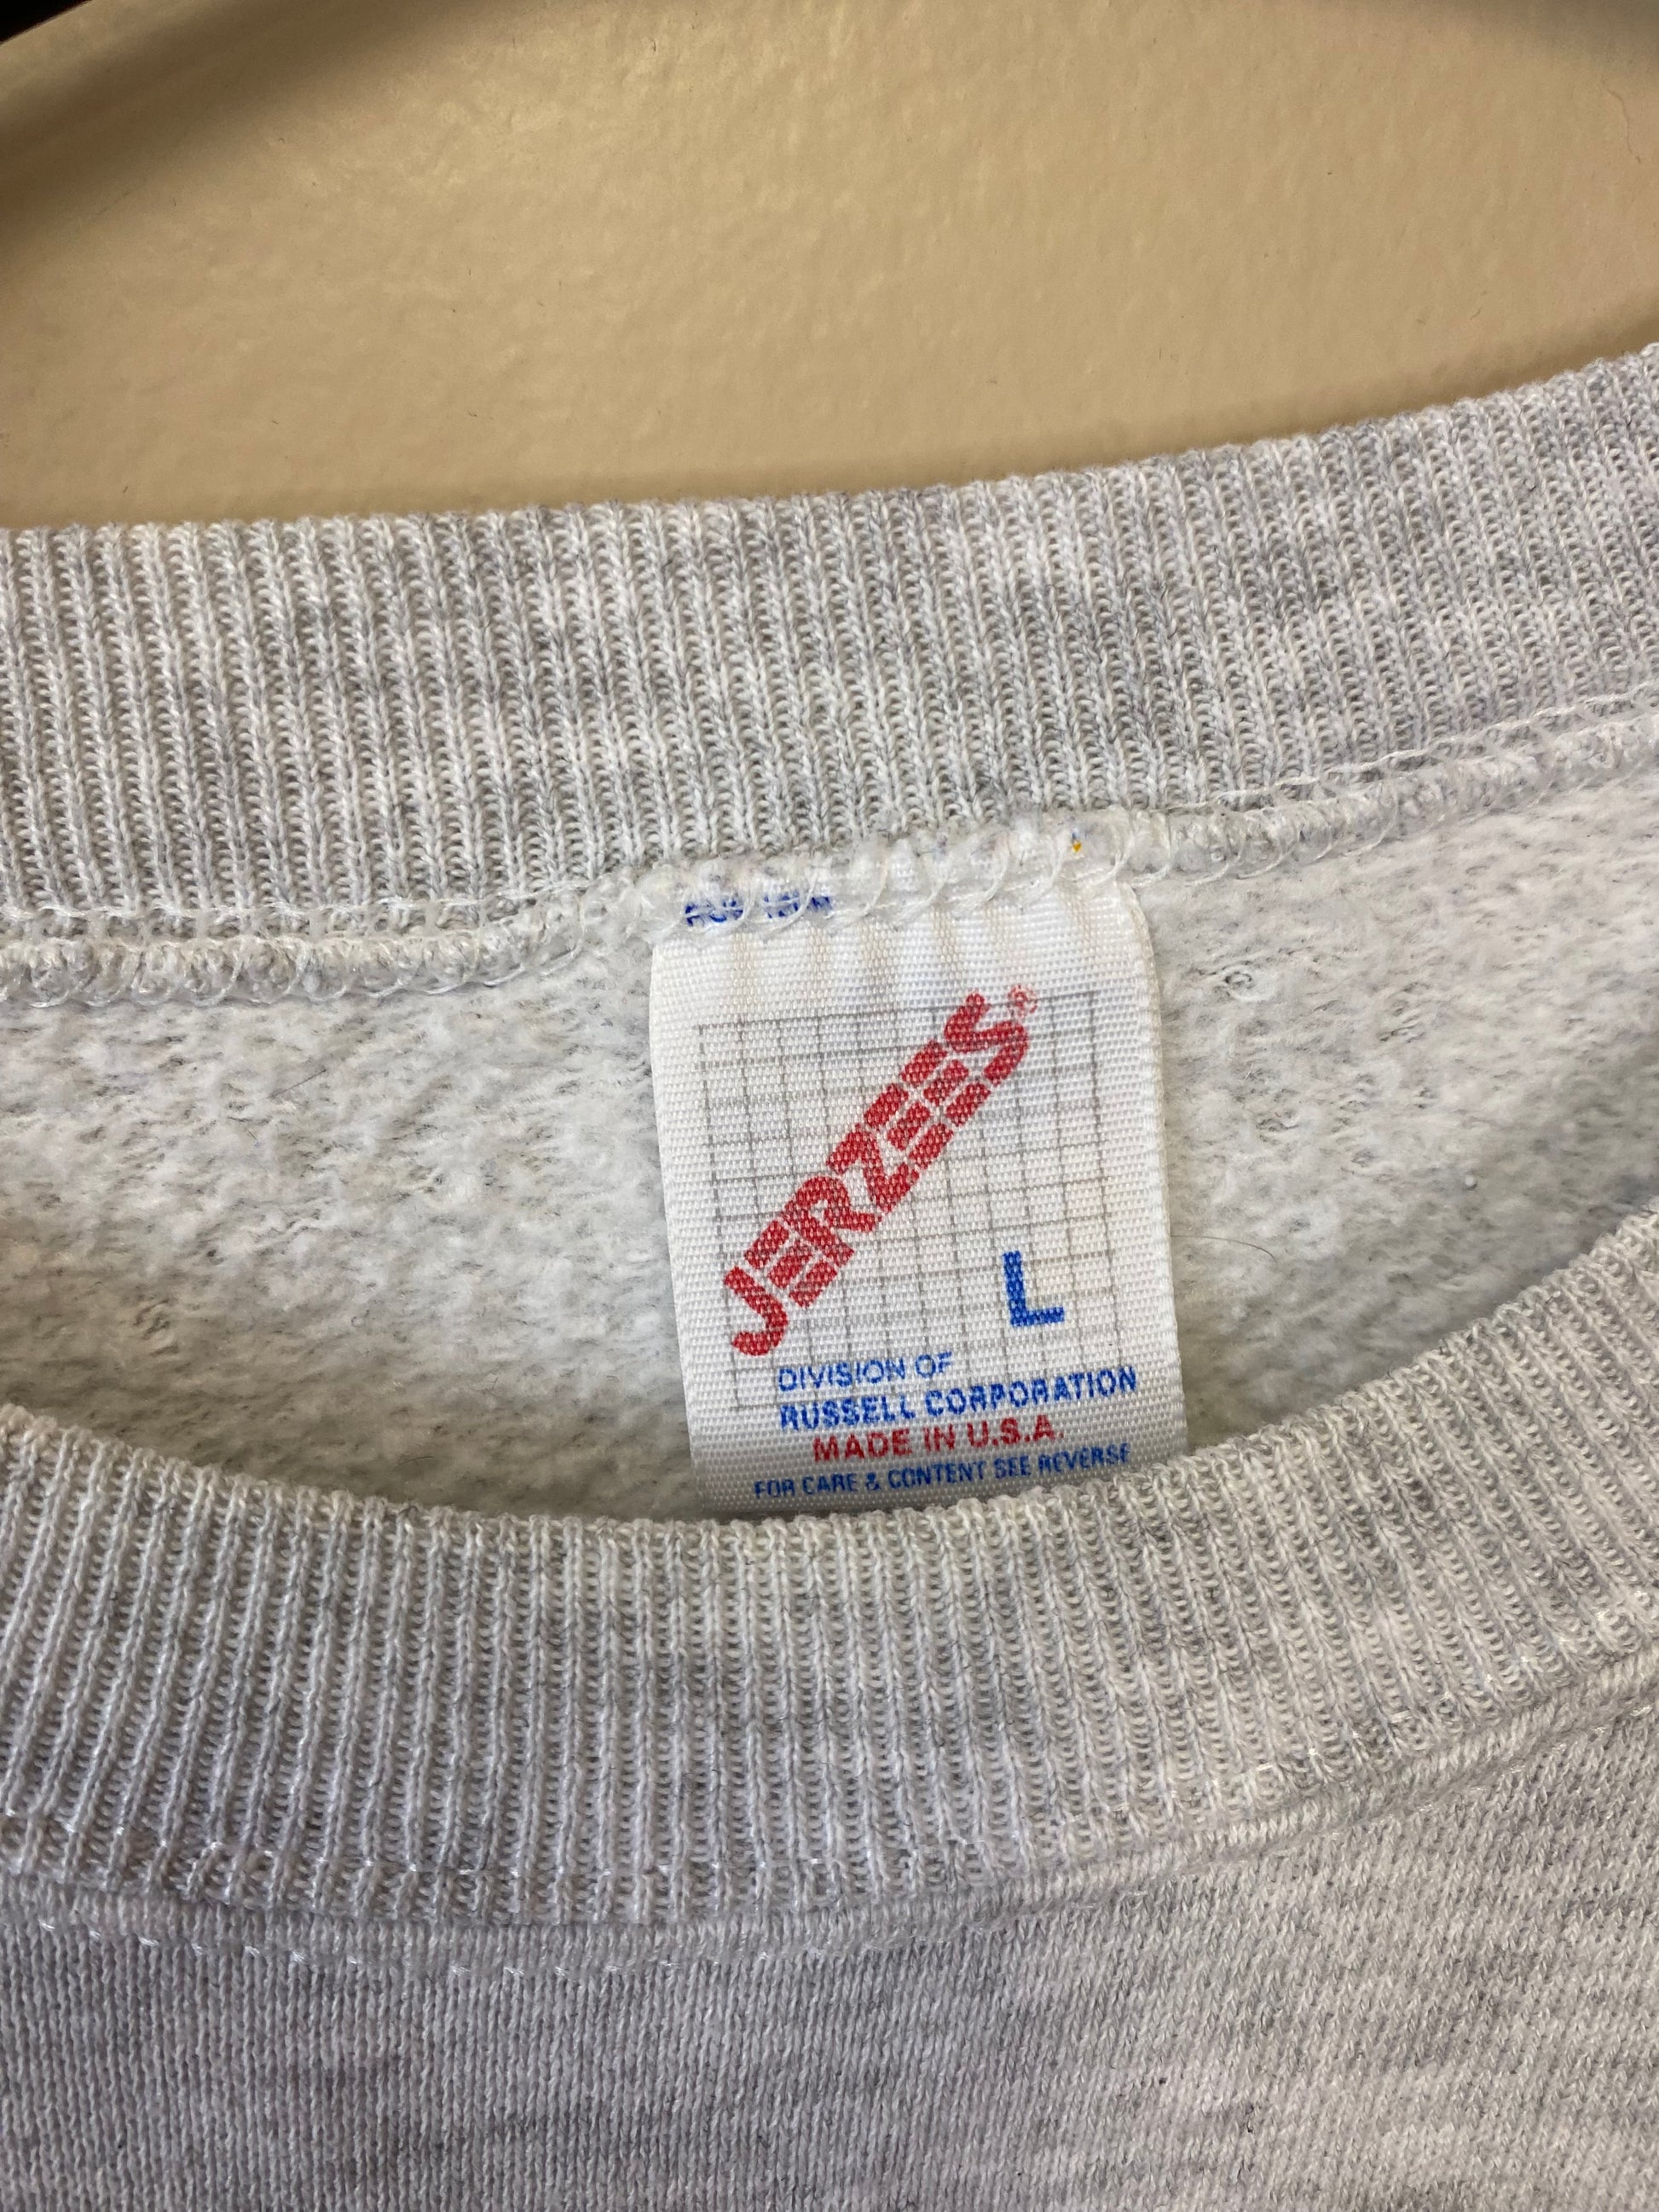 JERZEES®
L
DIVISION OF
RUSSELL CORPORATION
MADE IN U.S.A.
FOR CARE & CONTENT SEE REVERSE